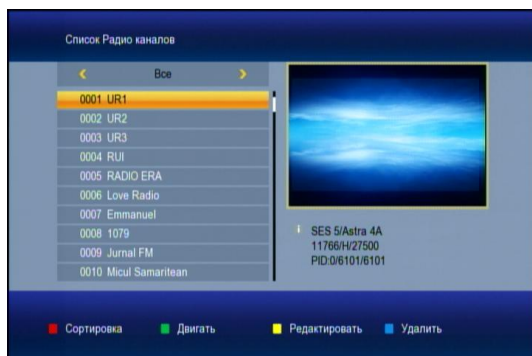 Список Радио каналов
Все
0001 UR1
0002 UR2
0003 UR3
0004 RUI
0005 RADIO ERA
0006 Love Radio
0007 Emmanuel
0008 1079
0009 Jurnal FM
0010 Micul Samaritean
SES 5/Astra 4A
11766/H/27500
PID:0/6101/6101
Сортировка Двигать Редактировать Удалить